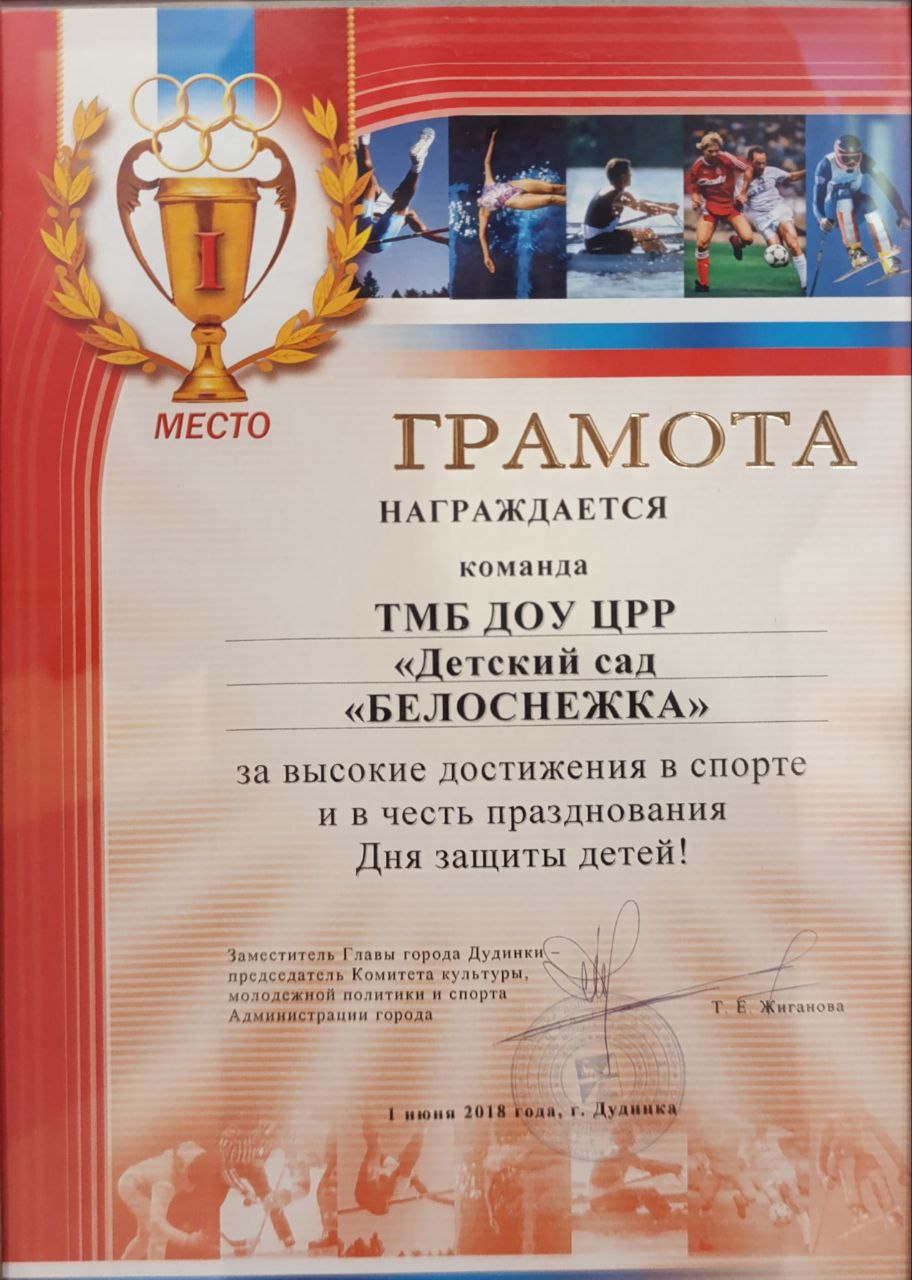 I
МЕСТО
ГРАМОТА
НАГРАЖДАЕТСЯ
команда
ТМБ ДОУ ЦРР
«Детский сад
«БЕЛОСНЕЖКА»
за высокие достижения в спорте
и в честь празднования
Дня защиты детей!
Заместитель Главы города Дудинки –
председатель Комитета культуры,
молодежной политики и спорта
Администрации города
Т. Е. Жиганова
1 июня 2018 года, г. Дудинка